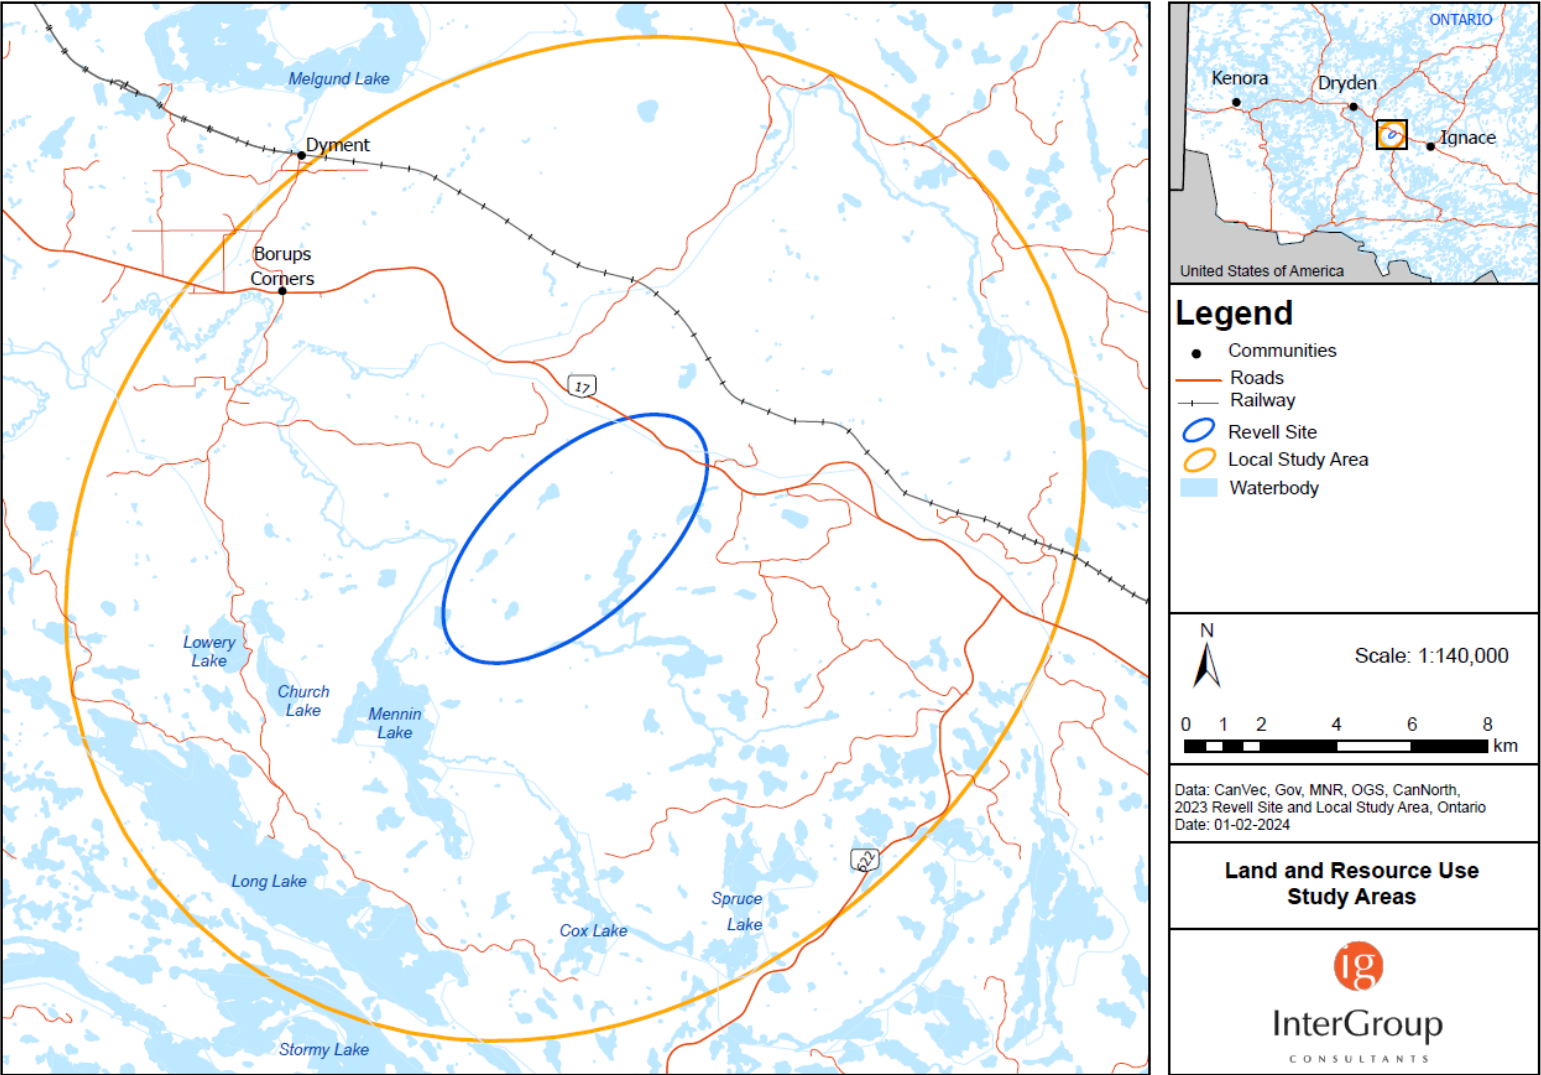 Melgund Lake
Dyment
Borups
Corners
17
Lowery
Lake
Church
Lake
Mennin
Lake
Long Lake
622
Spruce
Lake
Cox Lake
Stormy Lake
ONTARIO
Kenora
Dryden
Ignace
United States of America
Legend
Communities
Roads
Railway
Revell Site
Local Study Area
Waterbody
N
Scale: 1:140,000
0 1 2 4 6 8
km
Data: CanVec, Gov, MNR, OGS, CanNorth,
2023 Revell Site and Local Study Area, Ontario
Date: 01-02-2024
Land and Resource Use
Study Areas
ig
InterGroup
CONSULTANTS